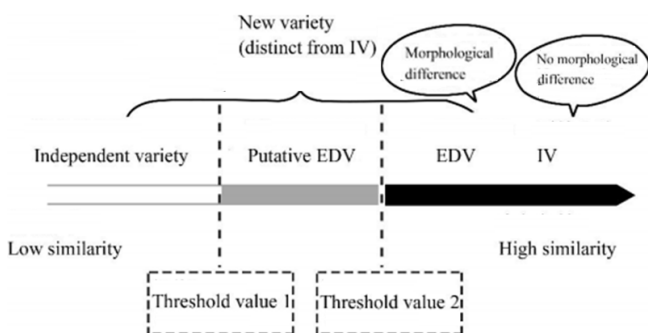 New variety
(distinct from IV)
Morphological
difference
No morphological
difference
Independent variety
Putative EDV
EDV
IV
Low similarity
High similarity
Threshold value 1
Threshold value 2